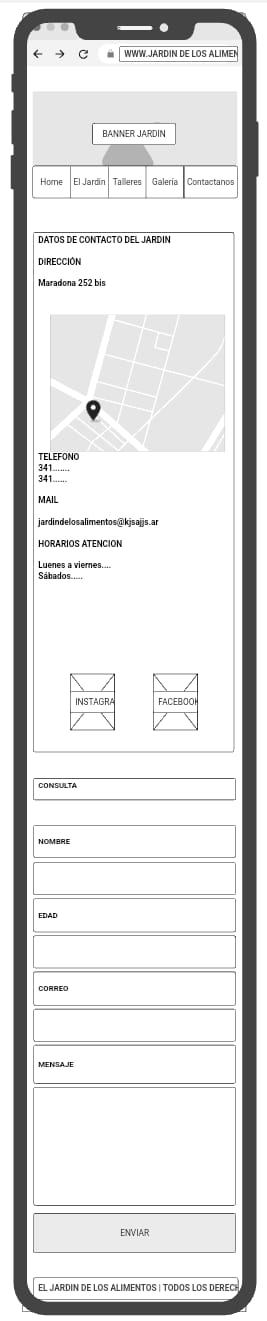 WWW.JARDIN DE LOS ALIMEN
BANNER JARDIN
Home El Jardin Talleres Galería Contactanos
DATOS DE CONTACTO DEL JARDIN
DIRECCIÓN
Maradona 252 bis
TELEFONO
341.......
341......
MAIL
jardindelosalimentos@kjsajjs.ar
HORARIOS ATENCION
Luenes a viernes....
Sábados.....
INSTAGRA FACEBOOK
CONSULTA
NOMBRE
EDAD
CORREO
MENSAJE
ENVIAR
EL JARDIN DE LOS ALIMENTOS | TODOS LOS DERECH